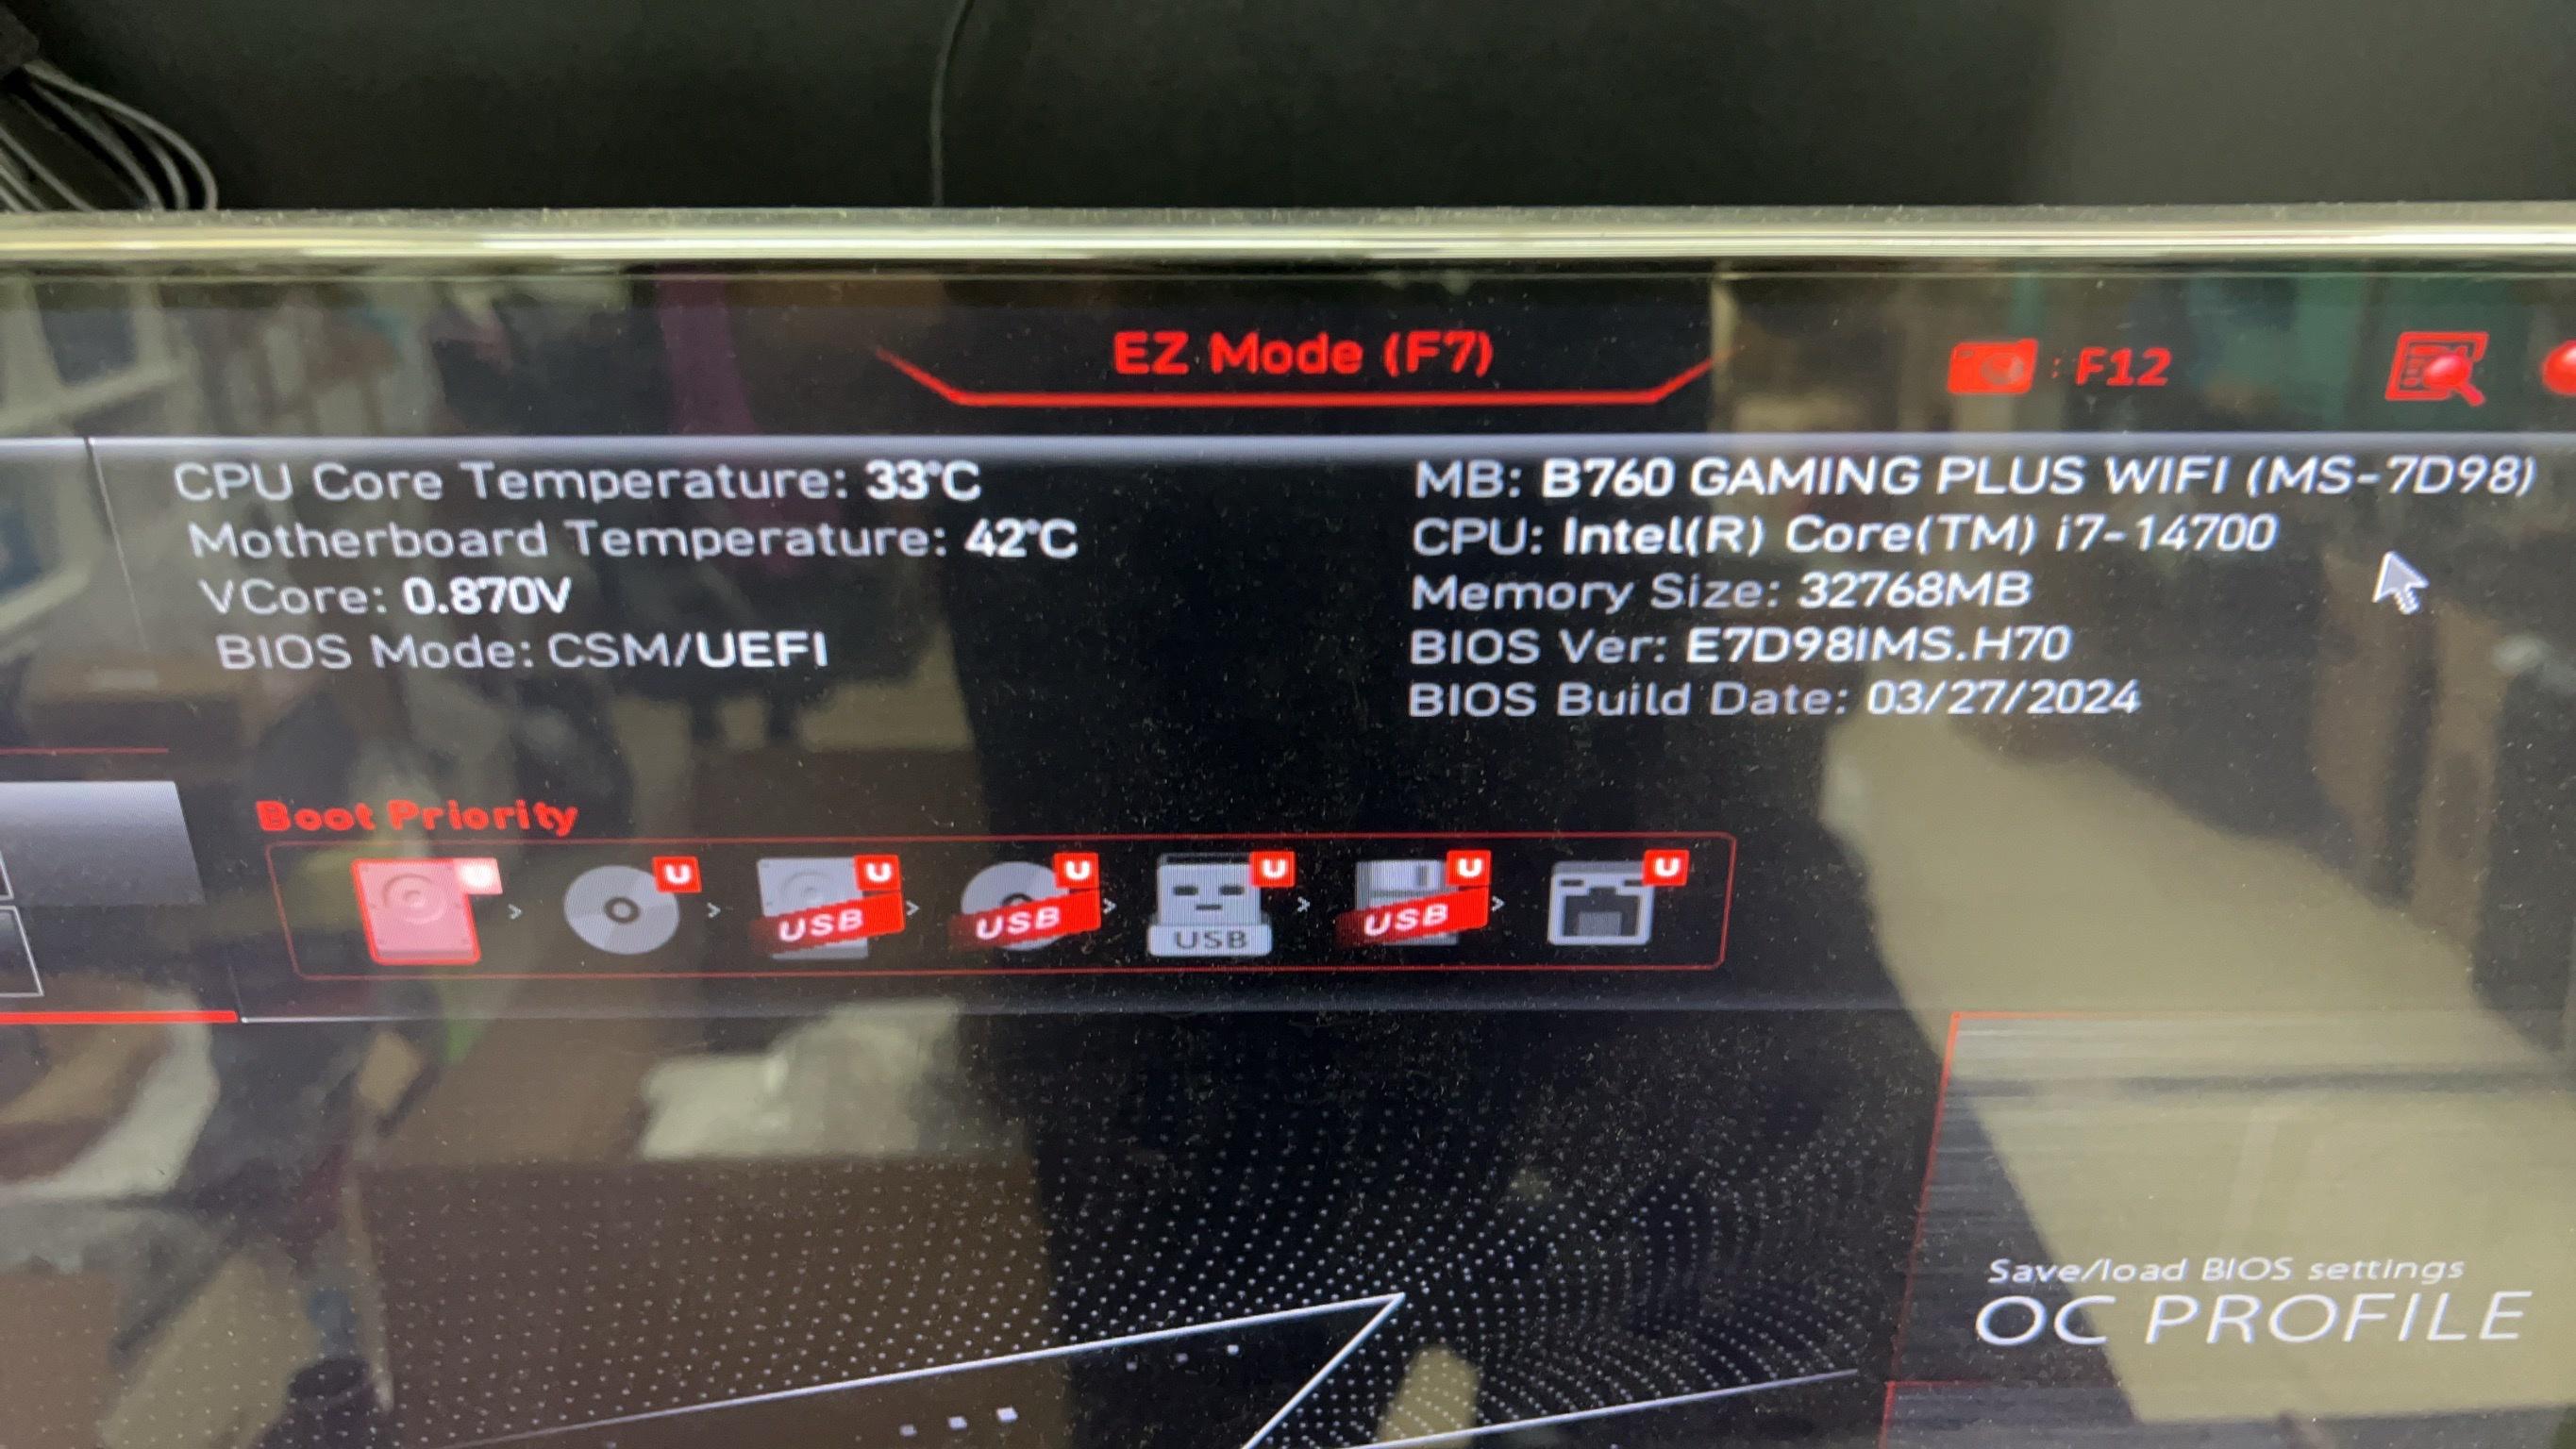 EZ Mode (F7)
: F12
CPU Core Temperature: 33°C
Motherboard Temperature: 42°C
VCore: 0.870V
BIOS Mode: CSM/UEFI
MB: B760 GAMING PLUS WIFI (MS-7D98)
CPU: Intel(R) Core(TM) i7-14700
Memory Size: 32768MB
BIOS Ver: E7D98IMS.H70
BIOS Build Date: 03/27/2024
Boot Priority
U U U U U U
USB USB USB USB
Save/load BIOS settings
OC PROFILE